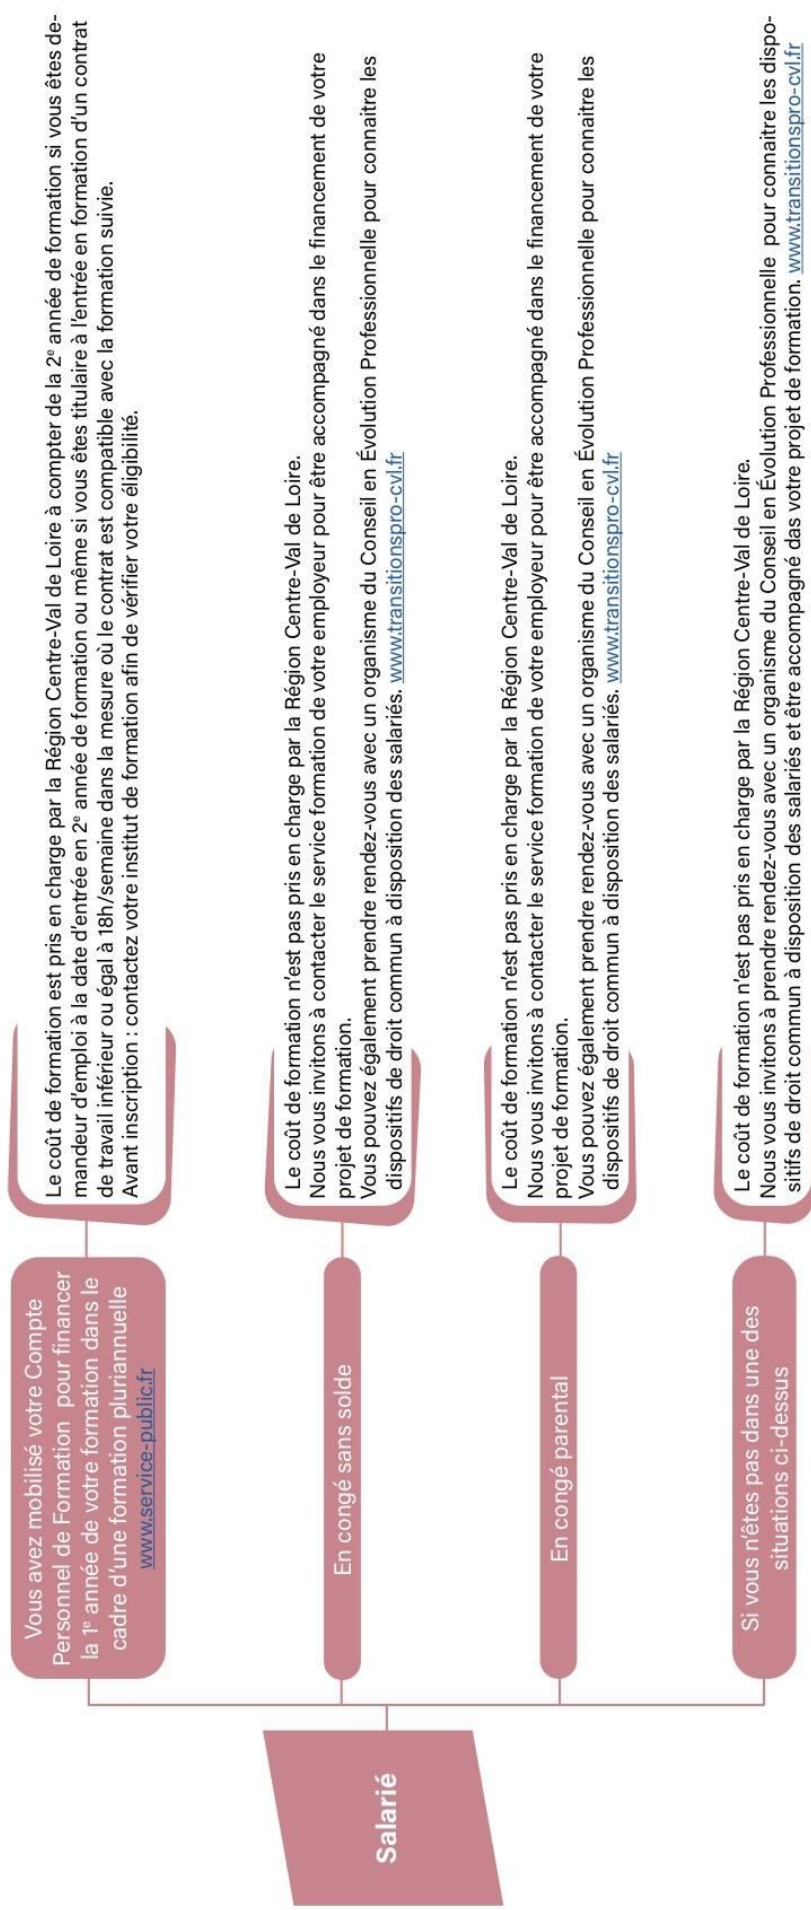 Salarié
Vous avez mobilisé votre Compte
Personnel de Formation pour financer
la 1e année de votre formation dans le
cadre d'une formation pluriannuelle
www.service-public.fr
Le coût de formation est pris en charge par la Région Centre-Val de Loire à compter de la 2e année de formation si vous êtes de-
mandeur d'emploi à la date d'entrée en 2e année de formation ou même si vous êtes titulaire à l'entrée en formation d'un contrat
de travail inférieur ou égal à 18h/semaine dans la mesure où le contrat est compatible avec la formation suivie.
Avant inscription : contactez votre institut de formation afin de vérifier votre éligibilité.
En congé sans solde
Le coût de formation n'est pas pris en charge par la Région Centre-Val de Loire.
Nous vous invitons à contacter le service formation de votre employeur pour être accompagné dans le financement de votre
projet de formation.
Vous pouvez également prendre rendez-vous avec un organisme du Conseil en Évolution Professionnelle pour connaitre les
dispositifs de droit commun à disposition des salariés. www.transitionspro-cvl.fr
En congé parental
Le coût de formation n'est pas pris en charge par la Région Centre-Val de Loire.
Nous vous invitons à contacter le service formation de votre employeur pour être accompagné dans le financement de votre
projet de formation.
Vous pouvez également prendre rendez-vous avec un organisme du Conseil en Évolution Professionnelle pour connaitre les
dispositifs de droit commun à disposition des salariés. www.transitionspro-cvl.fr
Si vous n'êtes pas dans une des
situations ci-dessus
Le coût de formation n'est pas pris en charge par la Région Centre-Val de Loire.
Nous vous invitons à prendre rendez-vous avec un organisme du Conseil en Évolution Professionnelle pour connaitre les dispo-
sitifs de droit commun à disposition des salariés et être accompagné das votre projet de formation. www.transitionspro-cvl.fr